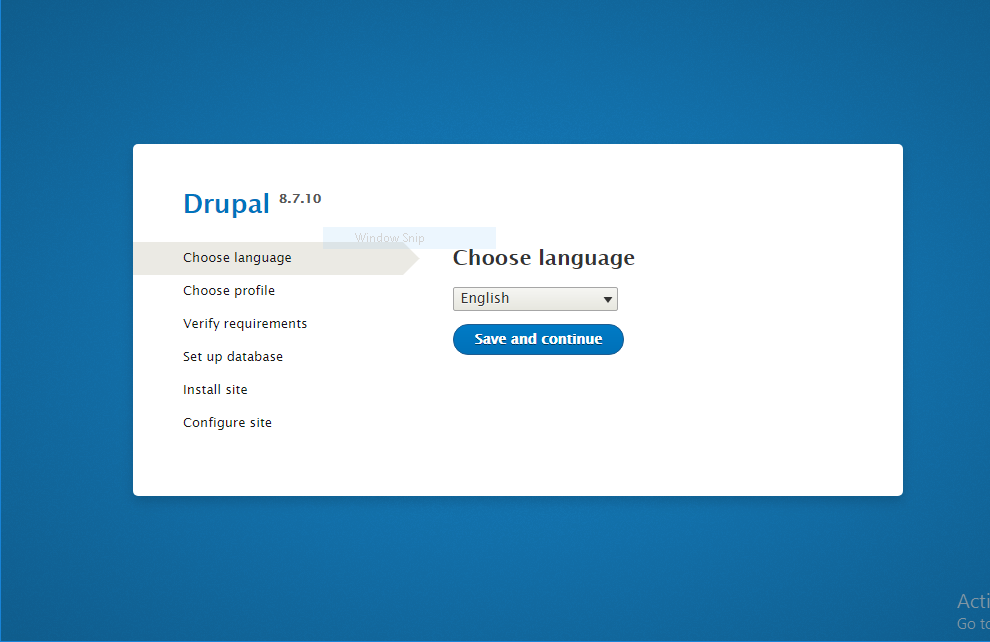 Drupal 8.7.10
Window Snip
Choose language
Choose profile
Verify requirements
Set up database
Install site
Configure site
Choose language
English
Save and continue
Acti
Go to